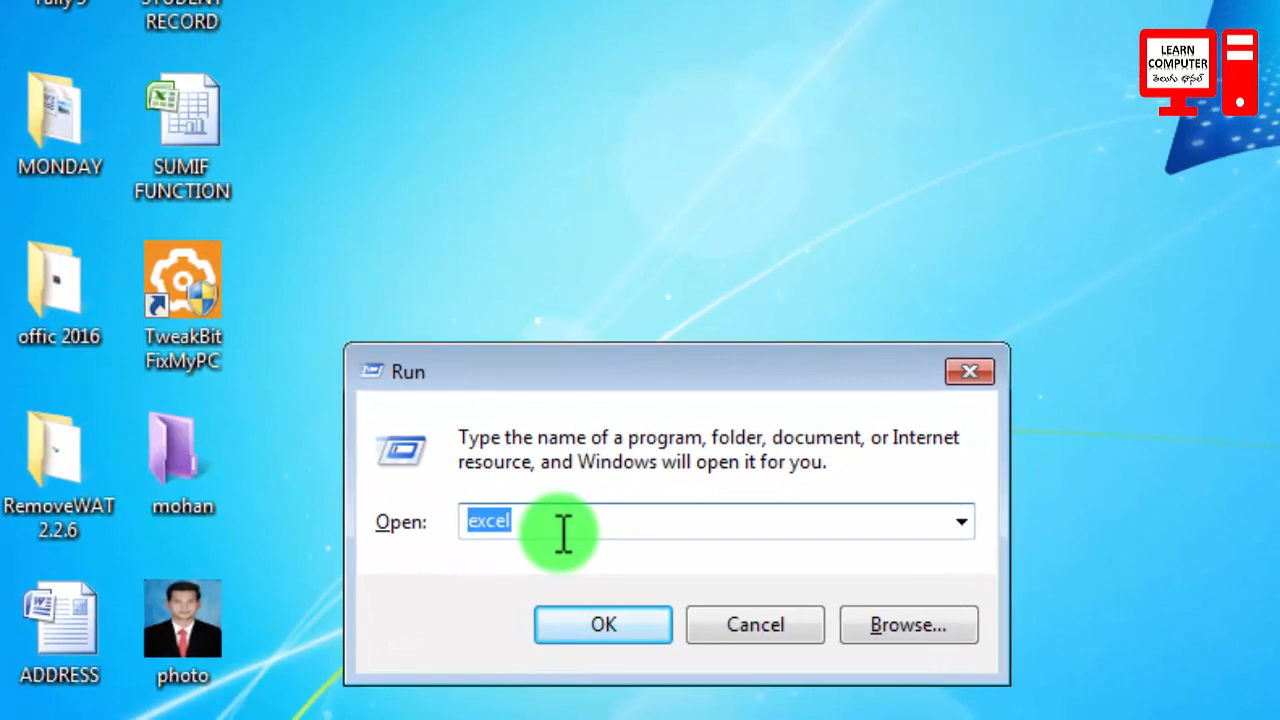 STUDENT
RECORD
MONDAY
SUMIF
FUNCTION
offic 2016
TweakBit
FixMyPC
RemoveWAT
2.2.6
mohan
ADDRESS
photo
LEARN
COMPUTER
తెలుగు ఛానల్
Run
Type the name of a program, folder, document, or Internet
resource, and Windows will open it for you.
Open:
excel
OK
Cancel
Browse...